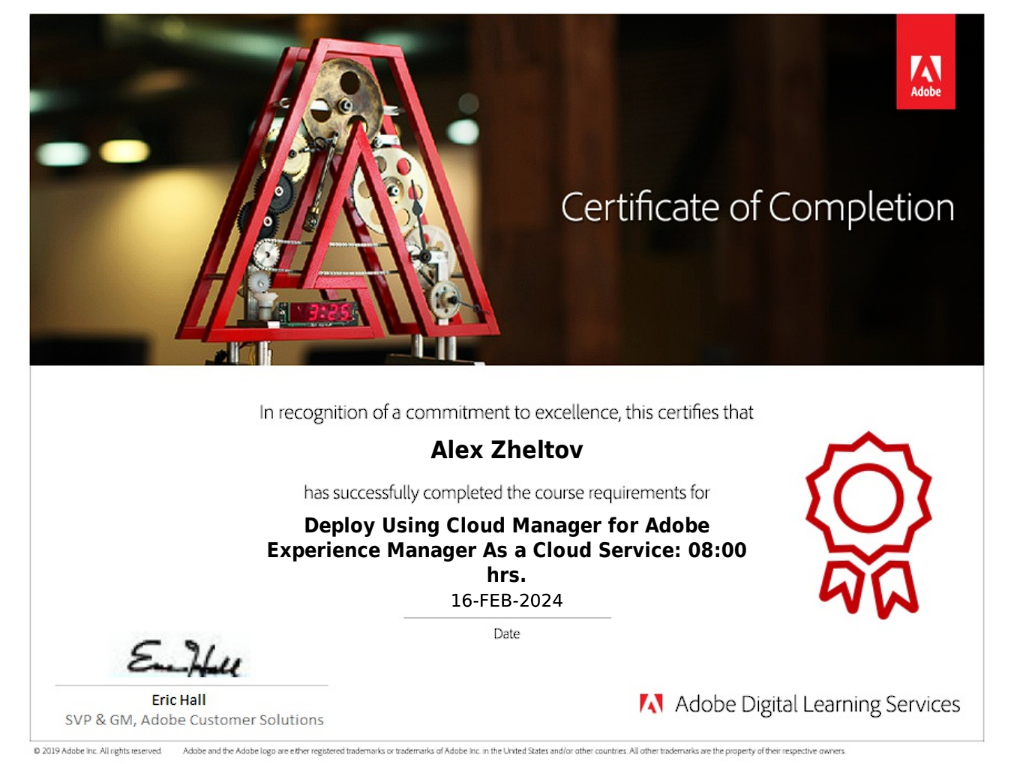 Adobe
Certificate of Completion
3:25
In recognition of a commitment to excellence, this certifies that
Alex Zheltov
has successfully completed the course requirements for
Deploy Using Cloud Manager for Adobe
Experience Manager As a Cloud Service: 08:00
hrs.
16-FEB-2024
Date
Eric Hall
Eric Hall
SVP & GM, Adobe Customer Solutions
Adobe Digital Learning Services
© 2019 Adobe Inc. All rights reserved. Adobe and the Adobe logo are either registered trademarks or trademarks of Adobe Inc. in the United States and/or other countries. All other trademarks are the property of their respective owners.